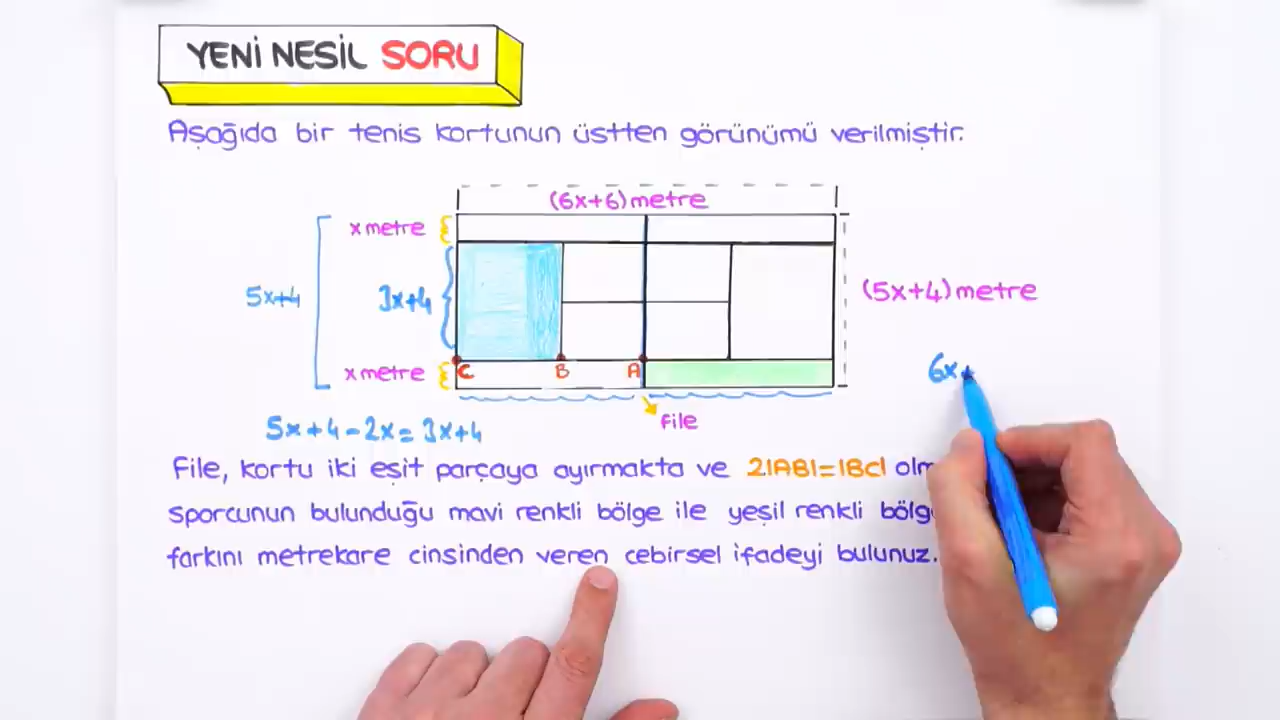 YENİ NESİL SORU
Aşağıda bir tenis kortunun üstten görünümü verilmiştir.
(6x+6) metre
x metre
5x+4
3x+4
(5x+4) metre
x metre
C B A
6x+
file
5x+4-2x=3x+4
File, kortu iki eşit parçaya ayırmakta ve 2|AB|=|BC|
sporcunun bulunduğu mavi renkli bölge ile yeşil renkli
farkını metrekare cinsinden veren cebirsel ifadeyi bulunuz.